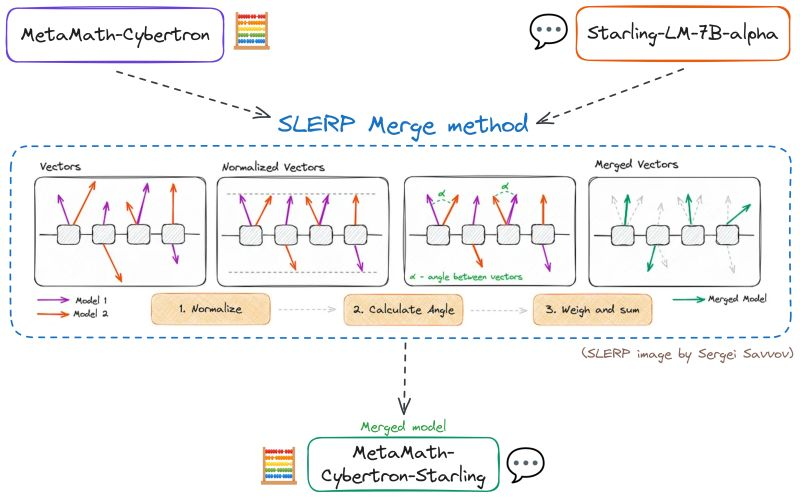 MetaMath-Cybertron
Starling-LM-7B-alpha
SLERP Merge method
Vectors
Normalized Vectors
Merged Vectors
α
α
α - angle between vectors
Model 1
Model 2
1. Normalize
2. Calculate Angle
3. Weigh and sum
Merged Model
(SLERP image by Sergei Savvov)
Merged model
MetaMath-
Cybertron-Starling